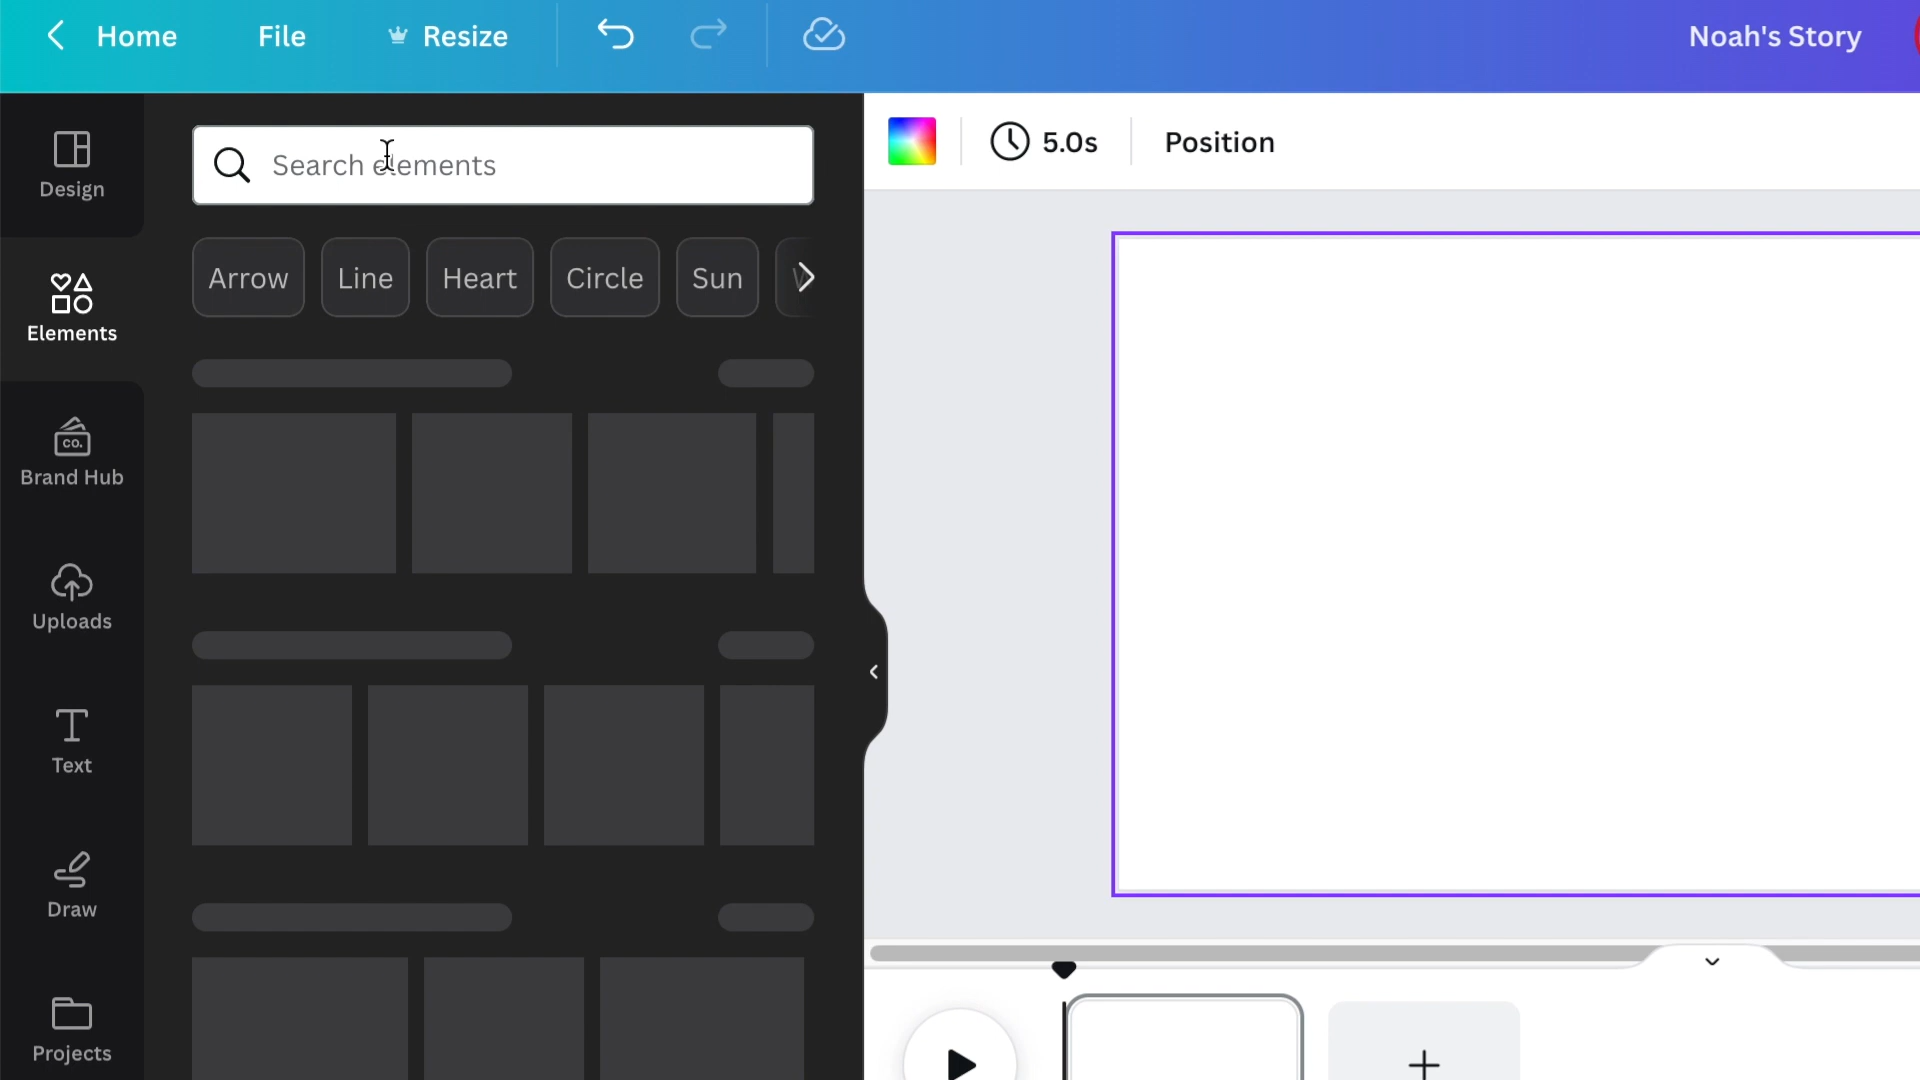 Home File Resize Noah's Story
Search elements
5.0s Position
Design
Arrow Line Heart Circle Sun
Elements
CO.
Brand Hub
Uploads
Text
Draw
Projects